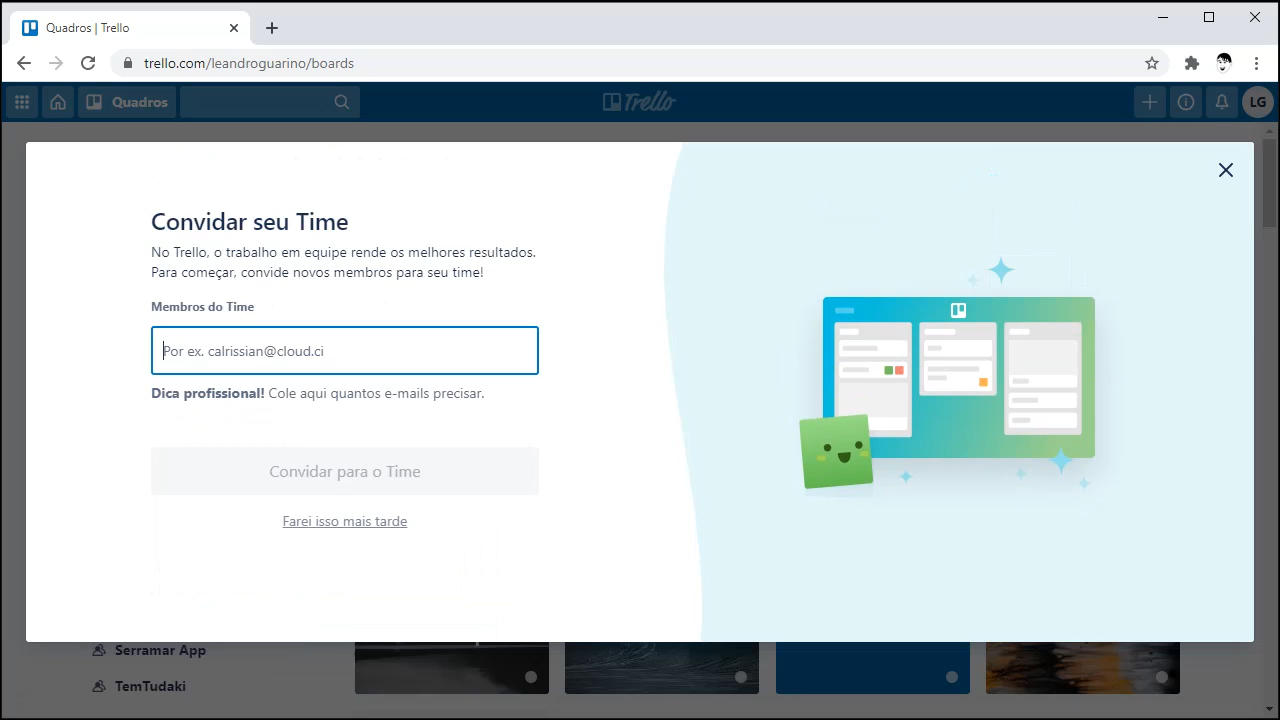 Quadros | Trello
trello.com/leandroguarino/boards
Quadros
Trello
LG
Convidar seu Time
No Trello, o trabalho em equipe rende os melhores resultados.
Para começar, convide novos membros para seu time!
Membros do Time
Por ex. calrissian@cloud.ci
Dica profissional! Cole aqui quantos e-mails precisar.
Convidar para o Time
Farei isso mais tarde
Serramar App
TemTudaki